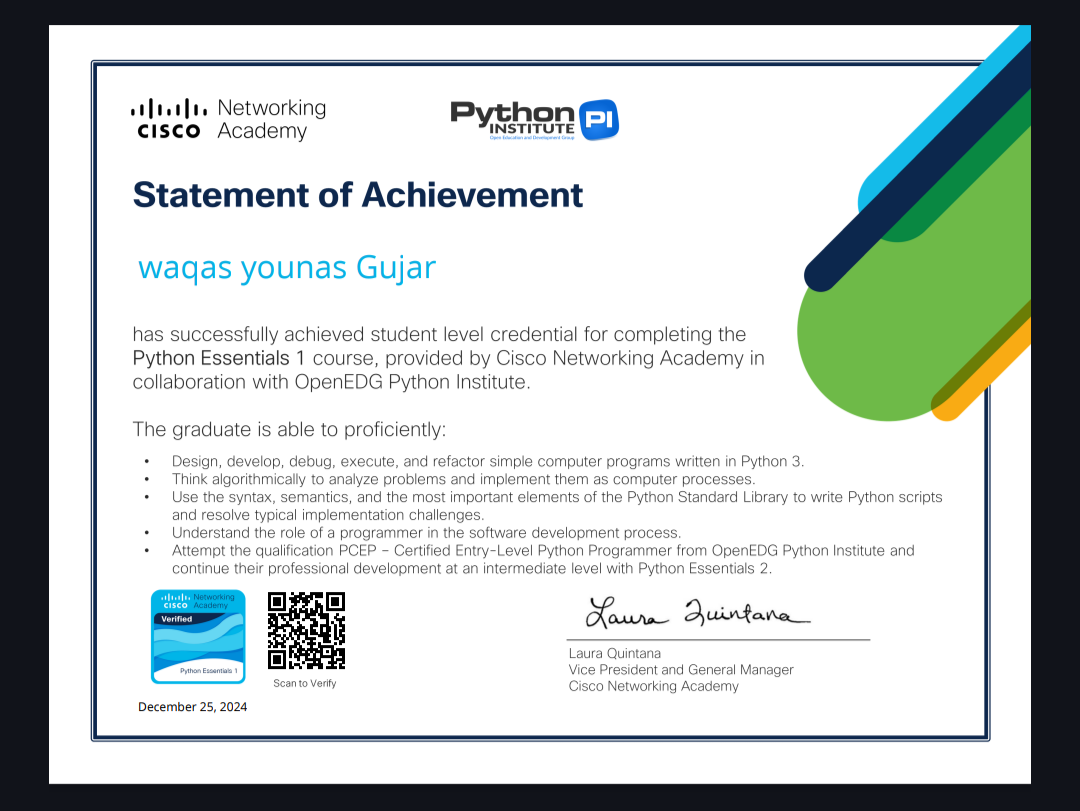 CISCO
Networking
Academy
Python
INSTITUTE
Open Education and Development Group
PI
Statement of Achievement
waqas younas Gujar
has successfully achieved student level credential for completing the
Python Essentials 1 course, provided by Cisco Networking Academy in
collaboration with OpenEDG Python Institute.
The graduate is able to proficiently:
• Design, develop, debug, execute, and refactor simple computer programs written in Python 3.
• Think algorithmically to analyze problems and implement them as computer processes.
• Use the syntax, semantics, and the most important elements of the Python Standard Library to write Python scripts
and resolve typical implementation challenges.
• Understand the role of a programmer in the software development process.
• Attempt the qualification PCEP – Certified Entry-Level Python Programmer from OpenEDG Python Institute and
continue their professional development at an intermediate level with Python Essentials 2.
CISCO
Networking
Academy
Verified
Python Essentials 1
Scan to Verify
December 25, 2024
Laura Quintana
Laura Quintana
Vice President and General Manager
Cisco Networking Academy